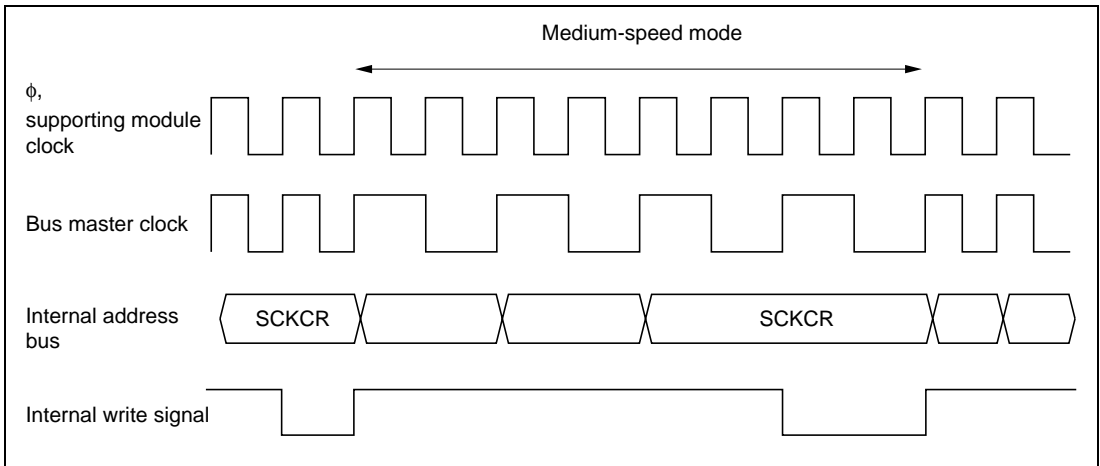 Medium-speed mode
ϕ,
supporting module
clock
Bus master clock
Internal address
bus
SCKCR
SCKCR
Internal write signal